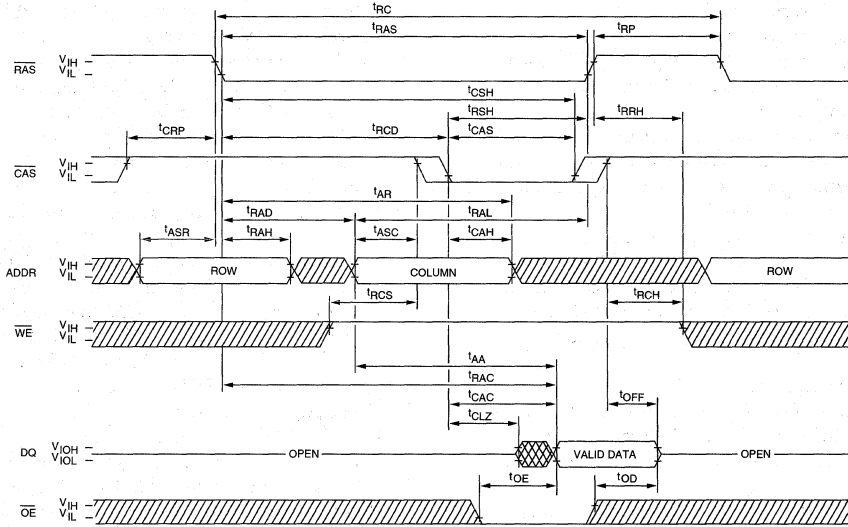 tRC
tRAS
tRP
RAS VIH
VIL
tCSH
tRSH
tRRH
tCRP
tRCD
tCAS
CAS VIH
VIL
tAR
tRAD
tRAL
tASR
tRAH
tASC
tCAH
ADDR VIH
VIL
ROW
COLUMN
ROW
tRCS
tRCH
WE VIH
VIL
tAA
tRAC
tCAC
tOFF
tCLZ
DQ VIOH
VIOL
OPEN
VALID DATA
OPEN
tOE
tOD
OE VIH
VIL